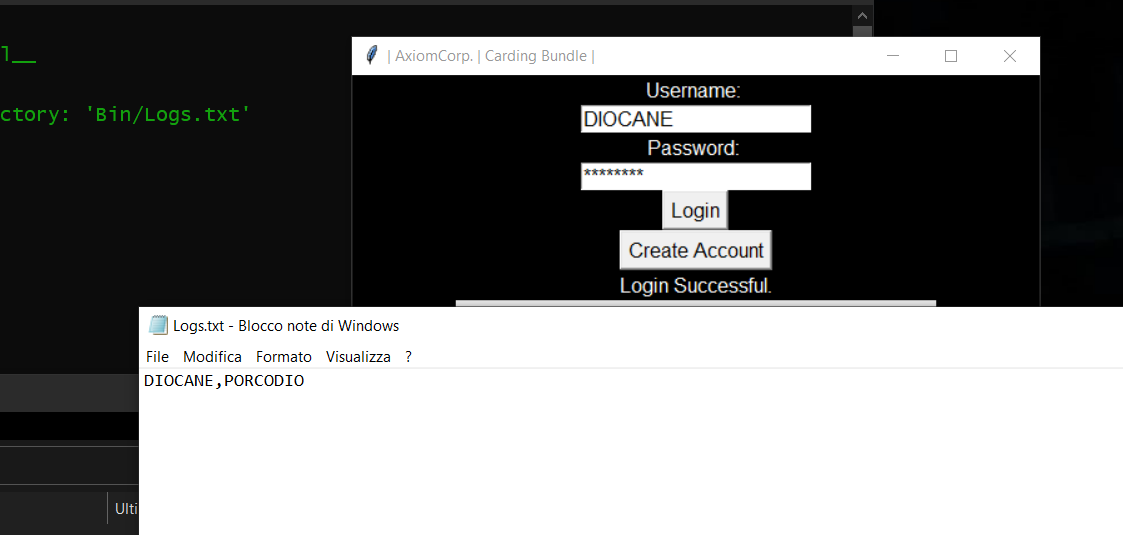 l__
ctory: 'Bin/Logs.txt'
| AxiomCorp. | Carding Bundle |
Username:
DIOCANE
Password:
********
Login
Create Account
Login Successful.
Logs.txt - Blocco note di Windows
File Modifica Formato Visualizza ?
DIOCANE,PORCODIO
Ulti